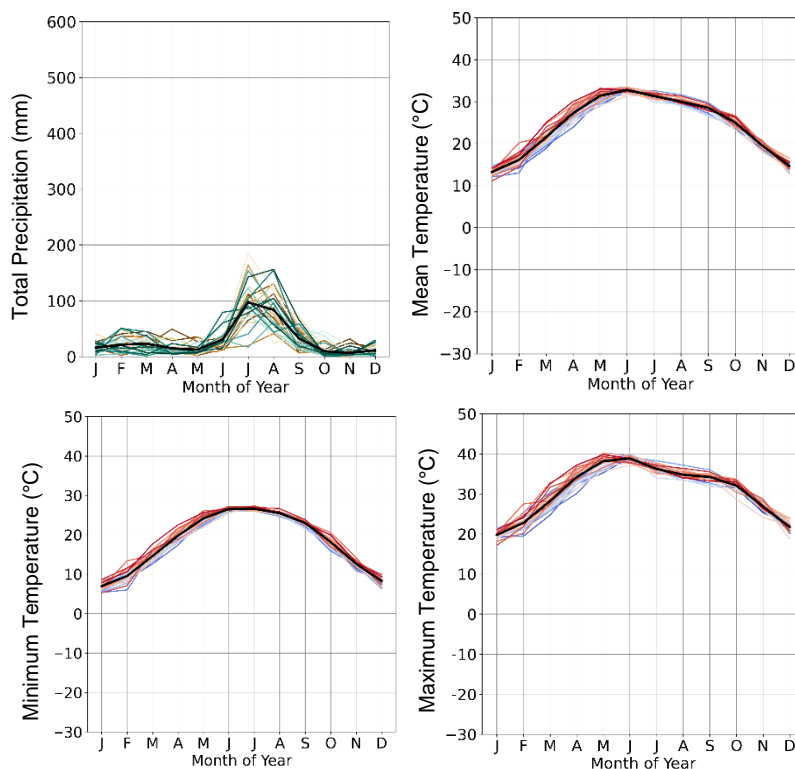 Total Precipitation (mm)
600
500
400
300
200
100
0
J F M A M J J A S O N D
Month of Year
Mean Temperature (°C)
50
40
30
20
10
0
−10
−20
−30
J F M A M J J A S O N D
Month of Year
Minimum Temperature (°C)
50
40
30
20
10
0
−10
−20
−30
J F M A M J J A S O N D
Month of Year
Maximum Temperature (°C)
50
40
30
20
10
0
−10
−20
−30
J F M A M J J A S O N D
Month of Year